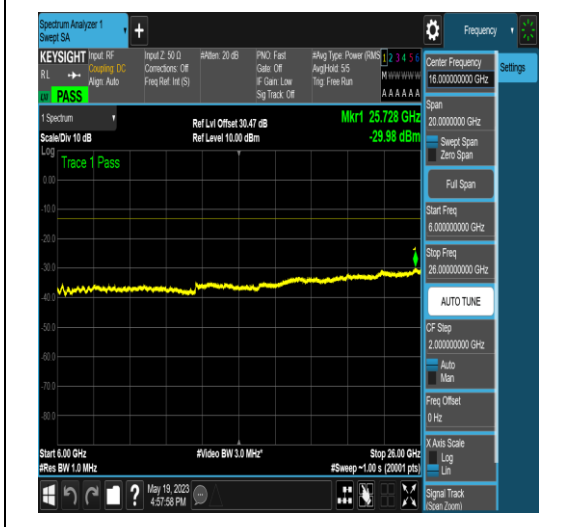 Spectrum Analyzer 1
Swept SA
+
Frequency
KEYSIGHT
RL
PASS
Input: RF
Coupling: DC
Align: Auto
Input Z: 50 Ω
Corrections: Off
Freq Ref: Int (S)
#Atten: 20 dB
PNO: Fast
Gate: Off
IF Gain: Low
Sig Track: Off
#Avg Type: Power (RMS
Avg|Hold: 5/5
Trig: Free Run
1 2 3 4 5 6
M W W W W W
A A A A A A
Settings
Center Frequency
16.000000000 GHz
Span
20.0000000 GHz
Swept Span
Zero Span
Full Span
Start Freq
6.000000000 GHz
Stop Freq
26.000000000 GHz
AUTO TUNE
CF Step
2.000000000 GHz
Auto
Man
Freq Offset
0 Hz
X Axis Scale
Log
Lin
Signal Track
(Span Zoom)
1 Spectrum
Scale/Div 10 dB
Ref Lvl Offset 30.47 dB
Ref Level 10.00 dBm
Mkr1 25.728 GHz
-29.98 dBm
Log
Trace 1 Pass
0.00
-10.0
-20.0
-30.0
-40.0
-50.0
-60.0
-70.0
-80.0
Start 6.00 GHz
#Res BW 1.0 MHz
#Video BW 3.0 MHz*
Stop 26.00 GHz
#Sweep ~1.00 s (20001 pts)
?
May 19, 2023
4:57:58 PM